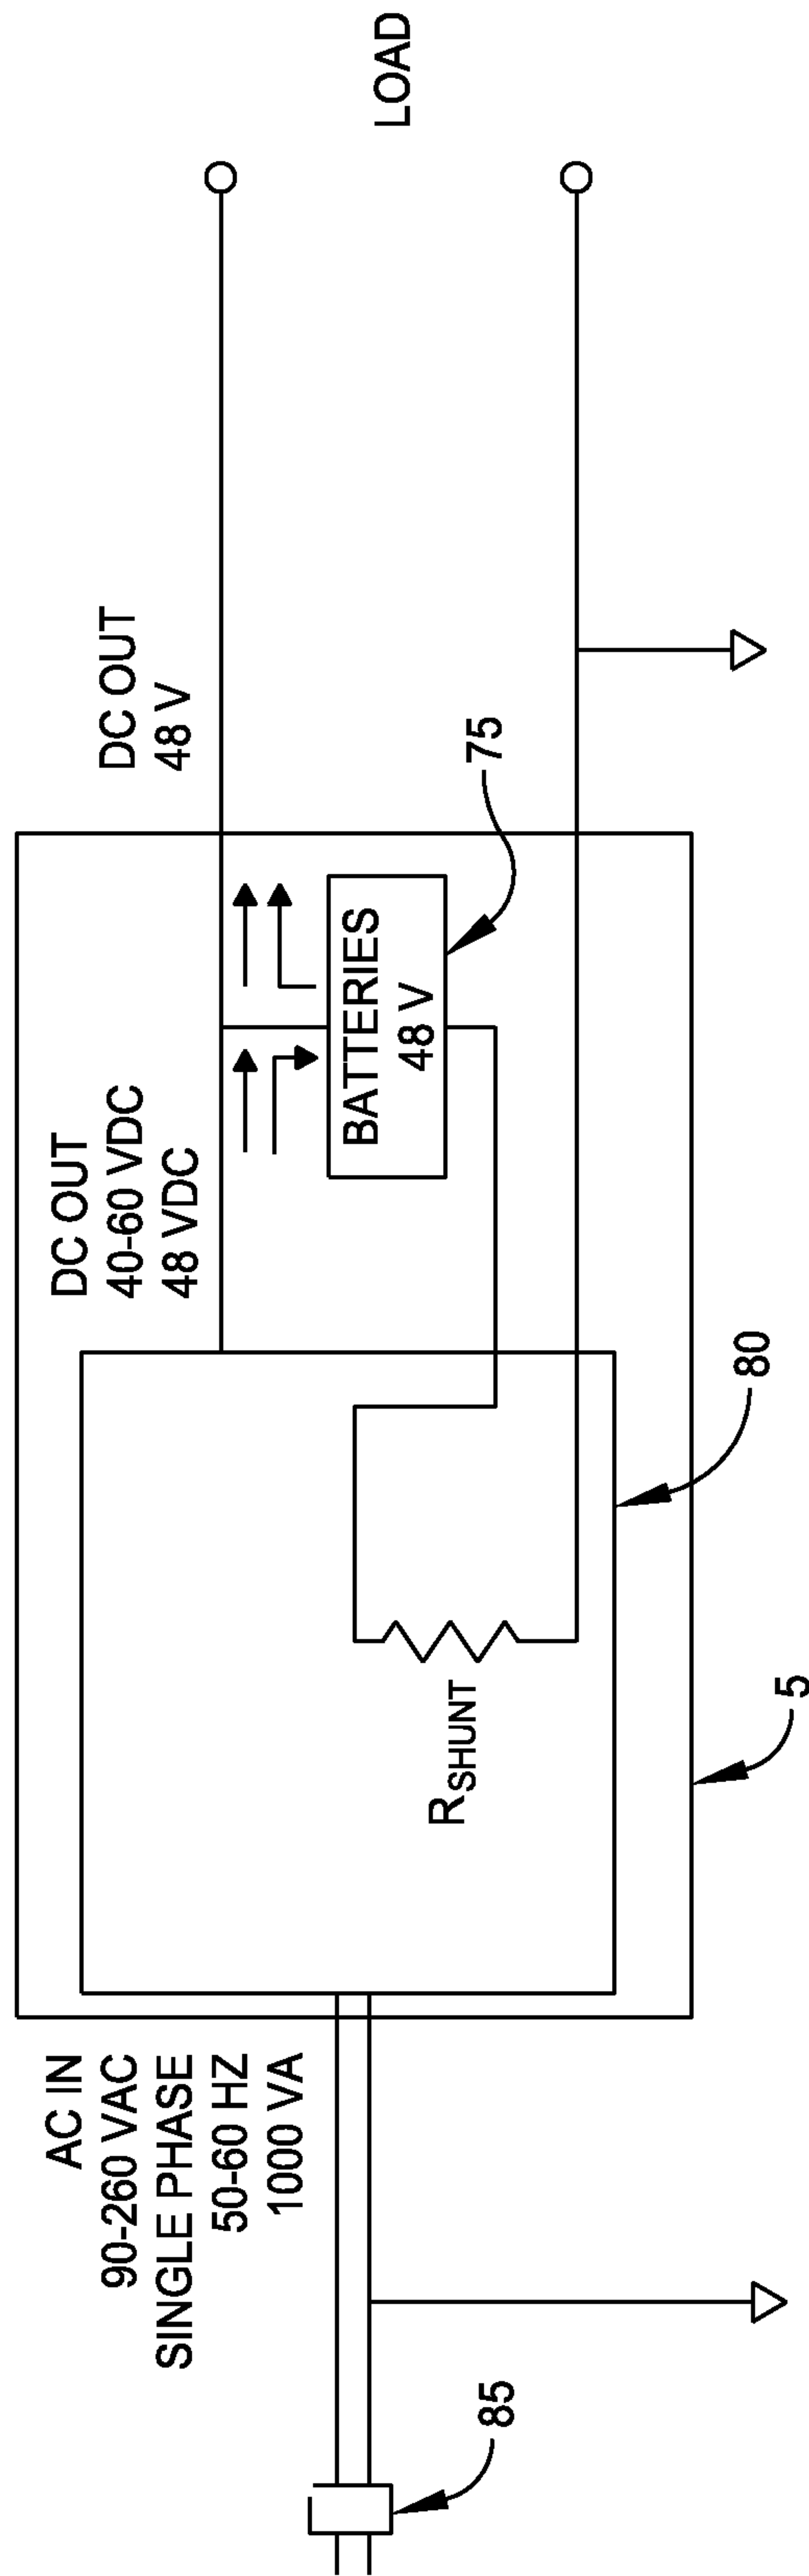 AC IN
90-260 VAC
SINGLE PHASE
50-60 HZ
1000 VA
85
DC OUT
40-60 VDC
48 VDC
R_SHUNT
BATTERIES
48 V
75
80
5
DC OUT
48 V
LOAD